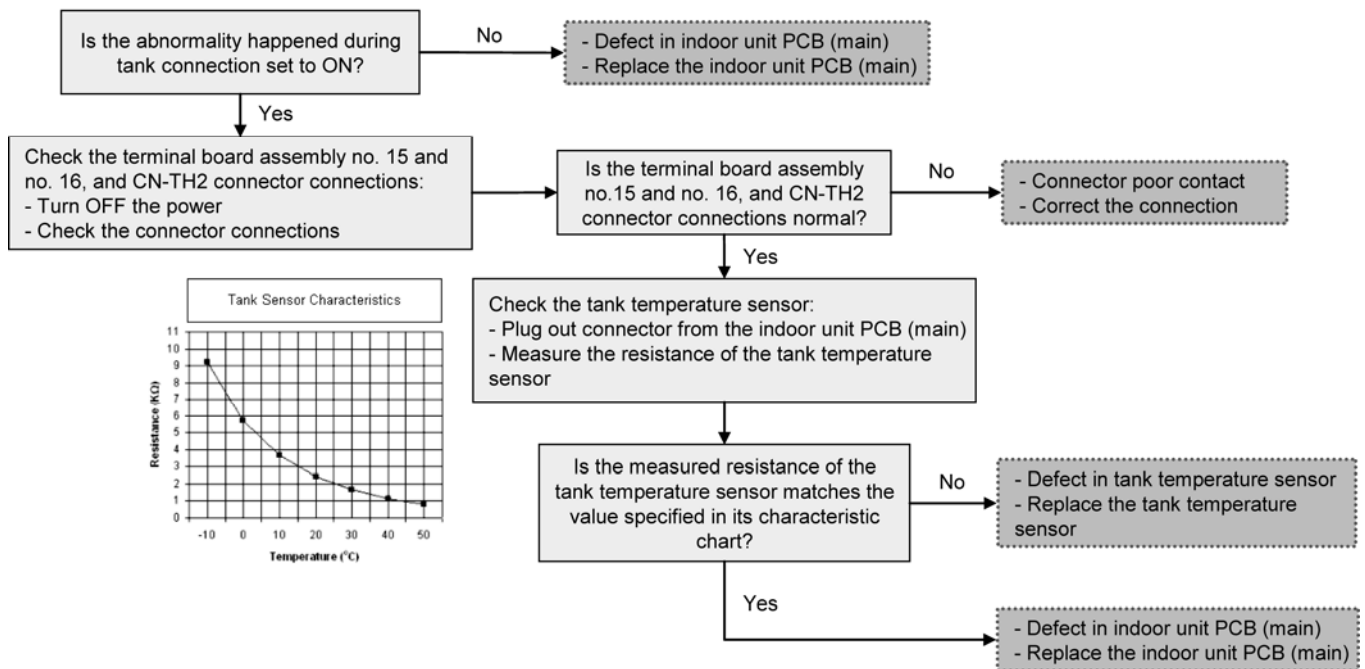 Is the abnormality happened during
tank connection set to ON?
No
- Defect in indoor unit PCB (main)
- Replace the indoor unit PCB (main)
Yes
Check the terminal board assembly no. 15 and
no. 16, and CN-TH2 connector connections:
- Turn OFF the power
- Check the connector connections
Is the terminal board assembly
no.15 and no. 16, and CN-TH2
connector connections normal?
No
- Connector poor contact
- Correct the connection
Yes
Tank Sensor Characteristics
Resistance (KΩ)
11
10
9
8
7
6
5
4
3
2
1
0
-10 0 10 20 30 40 50
Temperature (°C)
Check the tank temperature sensor:
- Plug out connector from the indoor unit PCB (main)
- Measure the resistance of the tank temperature
sensor
Is the measured resistance of the
tank temperature sensor matches the
value specified in its characteristic
chart?
No
- Defect in tank temperature sensor
- Replace the tank temperature
sensor
Yes
- Defect in indoor unit PCB (main)
- Replace the indoor unit PCB (main)